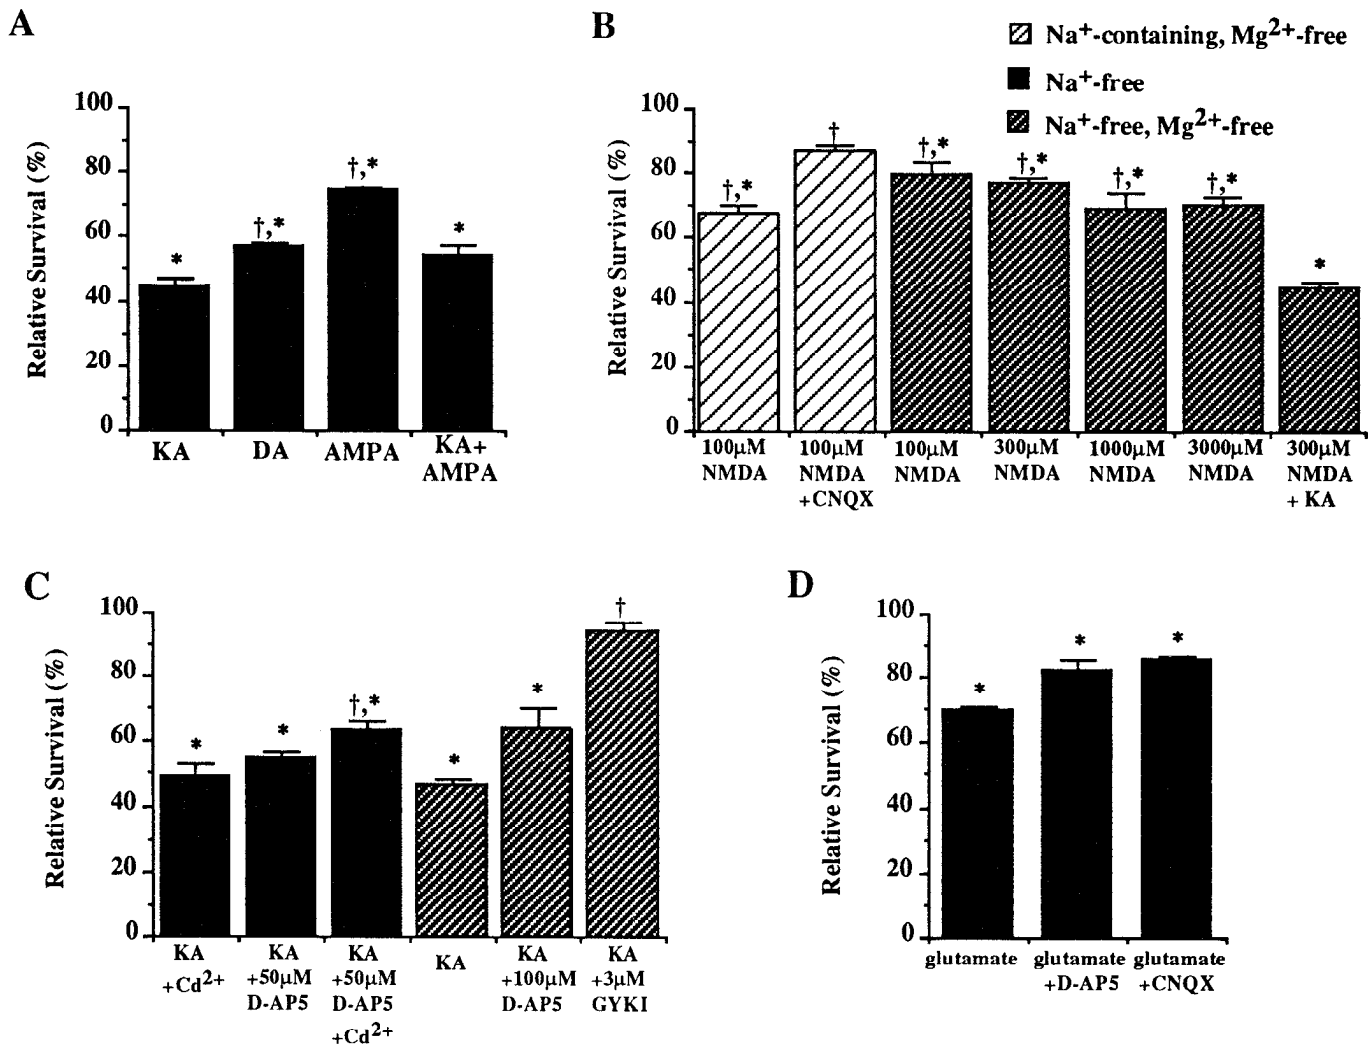 A
Relative Survival (%)
100
80
60
40
20
0
*
†,*
†,*
*
KA
DA
AMPA
KA+
AMPA
B
Na+-containing, Mg2+-free
Na+-free
Na+-free, Mg2+-free
Relative Survival (%)
100
80
60
40
20
0
†,*
†
†,*
†,*
†,*
†,*
*
100μM
NMDA
100μM
NMDA
+CNQX
100μM
NMDA
300μM
NMDA
1000μM
NMDA
3000μM
NMDA
300μM
NMDA
+ KA
C
Relative Survival (%)
100
80
60
40
20
0
*
*
†,*
*
*
†
KA
+Cd2+
KA
+50μM
D-AP5
KA
+50μM
D-AP5
+Cd2+
KA
KA
+100μM
D-AP5
KA
+3μM
GYKI
D
Relative Survival (%)
100
80
60
40
20
0
*
*
*
glutamate
glutamate
+D-AP5
glutamate
+CNQX